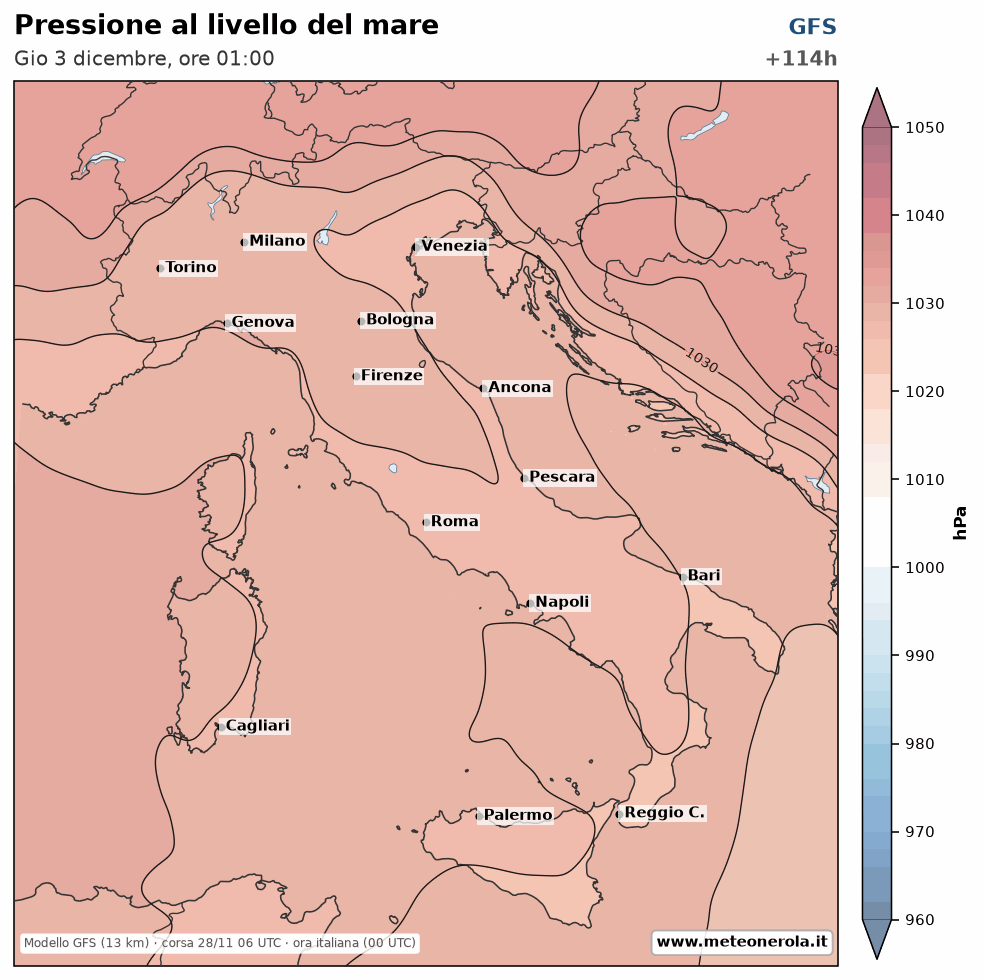 Pressione al livello del mare
GFS
Gio 3 dicembre, ore 01:00
+114h
1050
1040
1030
1020
1010
1000
990
980
970
960
hPa
Milano
Venezia
Torino
Genova
Bologna
1030
Firenze
Ancona
Pescara
Roma
Bari
Napoli
Cagliari
Palermo
Reggio C.
Modello GFS (13 km) · corsa 28/11 06 UTC · ora italiana (00 UTC)
www.meteonerola.it